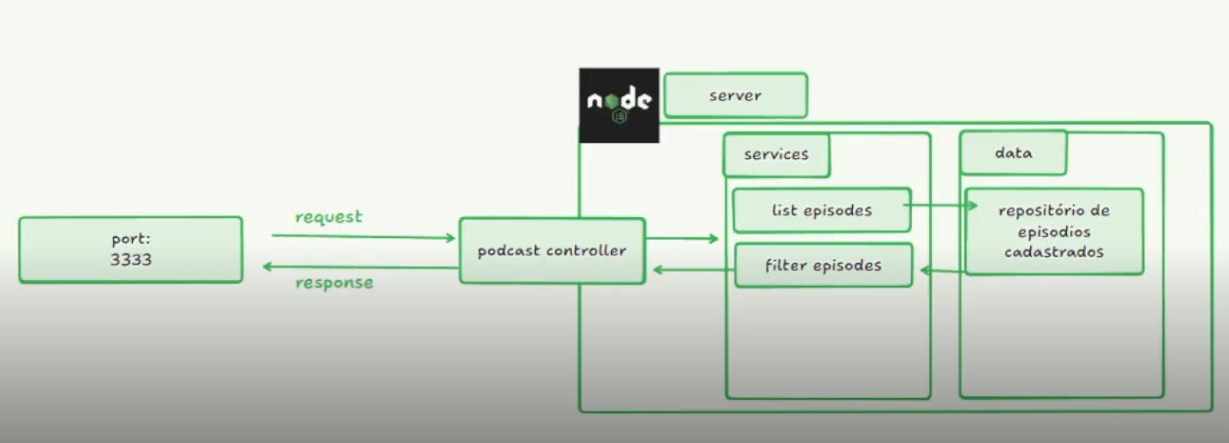 node
JS
server
services
data
list episodes
repositório de
episodios
cadastrados
request
port:
3333
podcast controller
filter episodes
response